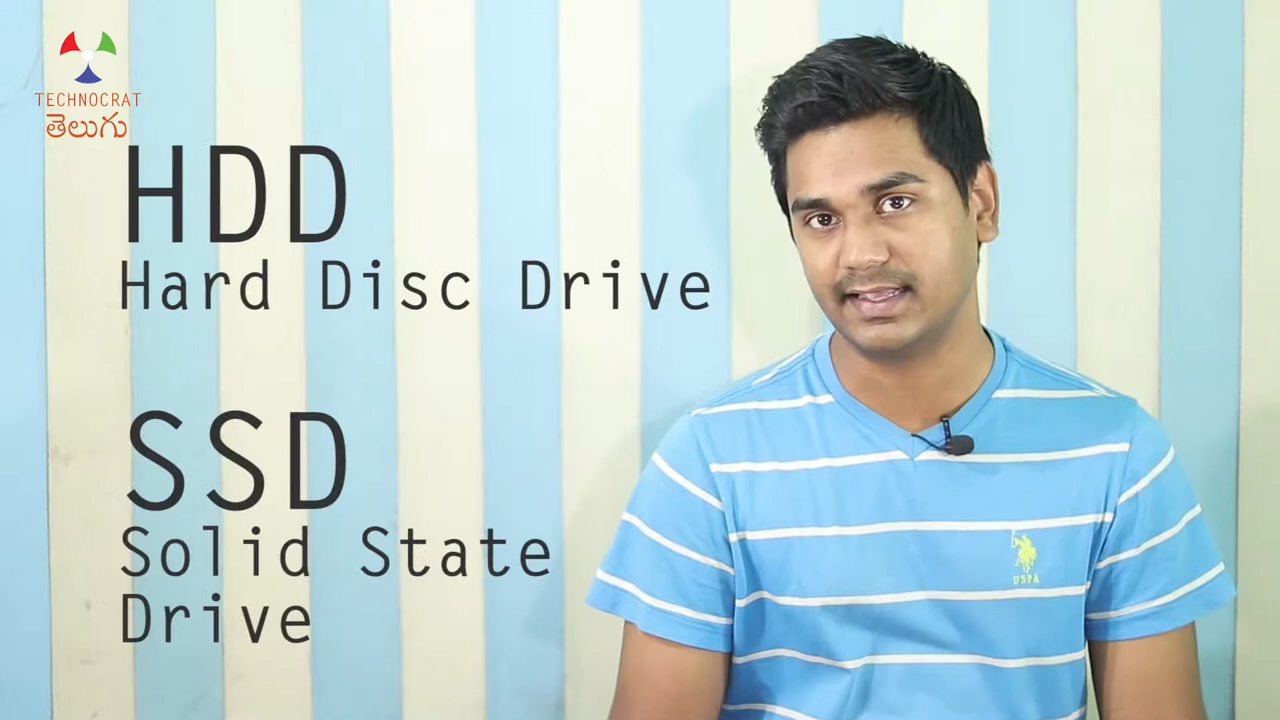 TECHNOCRAT
తెలుగు
HDD
Hard Disc Drive
SSD
Solid State
Drive
USPA